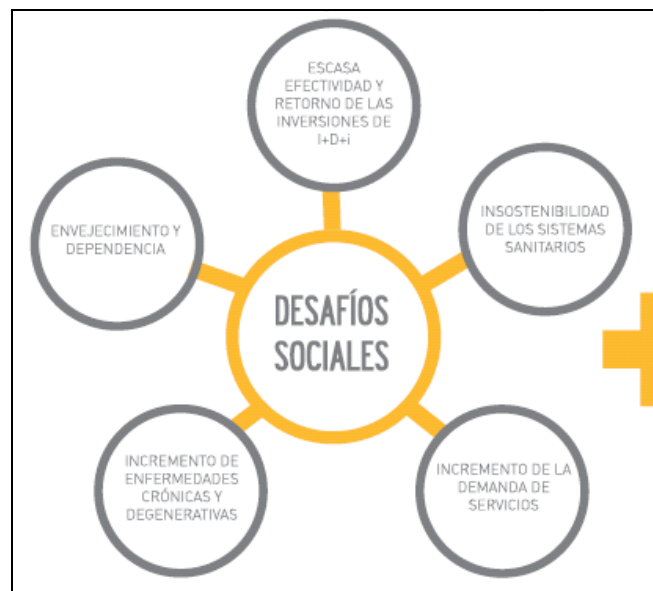 ESCASA
EFECTIVIDAD Y
RETORNO DE LAS
INVERSIONES DE
I+D+i
INSOSTENIBILIDAD
DE LOS SISTEMAS
SANITARIOS
ENVEJECIMIENTO Y
DEPENDENCIA
DESAFÍOS
SOCIALES
INCREMENTO DE
ENFERMEDADES
CRÓNICAS Y
DEGENERATIVAS
INCREMENTO DE LA
DEMANDA DE
SERVICIOS